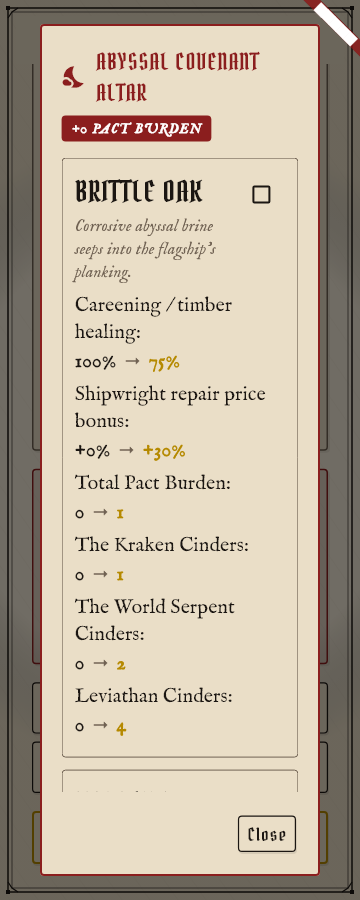 ABYSSAL COVENANT
ALTAR
+0 PACT BURDEN
BRITTLE OAK
Corrosive abyssal brine
seeps into the flagship's
planking.
Careening / timber
healing:
100% → 75%
Shipwright repair price
bonus:
+0% → +30%
Total Pact Burden:
0 → 1
The Kraken Cinders:
0 → 1
The World Serpent
Cinders:
0 → 2
Leviathan Cinders:
0 → 4
Close